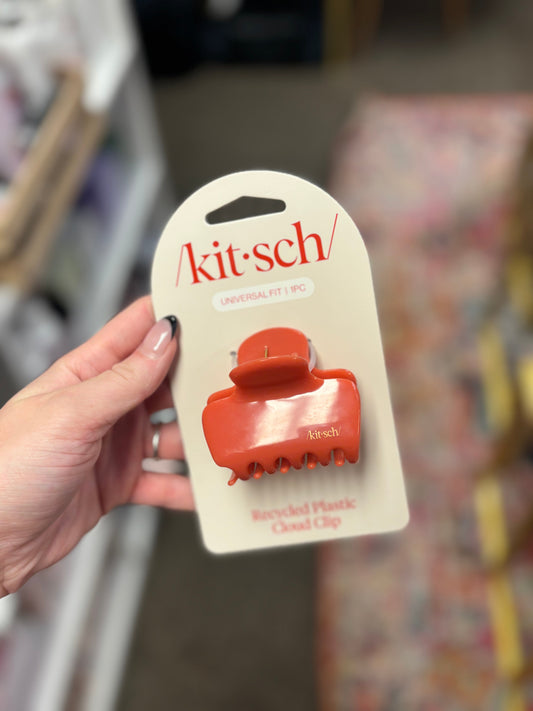 /kit·sch/
UNIVERSAL FIT | 1PC
/kit·sch/
Recycled Plastic
Cloud Clip